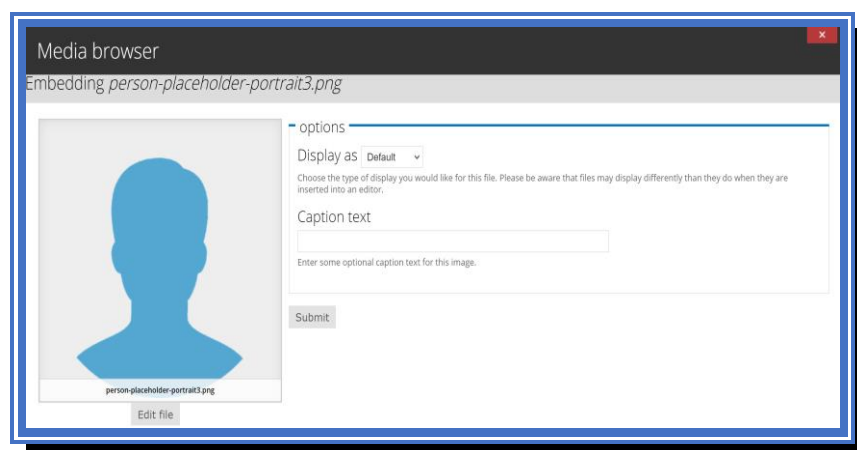 Media browser
×
Embedding person-placeholder-portrait3.png
options
Display as Default
Choose the type of display you would like for this file. Please be aware that files may display differently than they do when they are
inserted into an editor.
Caption text
Enter some optional caption text for this image.
Submit
person-placeholder-portrait3.png
Edit file